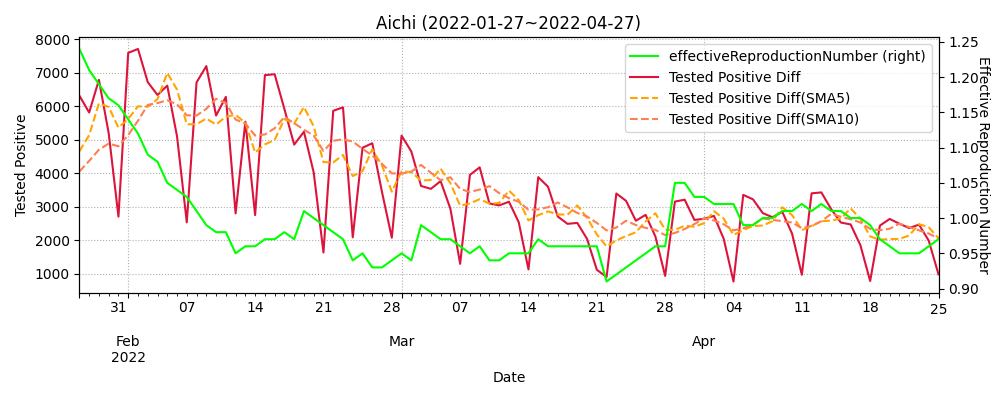 Aichi (2022-01-27~2022-04-27)
effectiveReproductionNumber (right)
Tested Positive Diff
Tested Positive Diff(SMA5)
Tested Positive Diff(SMA10)
Tested Positive
8000
7000
6000
5000
4000
3000
2000
1000
1.25
1.20
1.15
1.10
1.05
1.00
0.95
0.90
Effective Reproduction Number
31 07 14 21 28 07 14 21 28 04 11 18 25
Feb Mar Apr
2022
Date